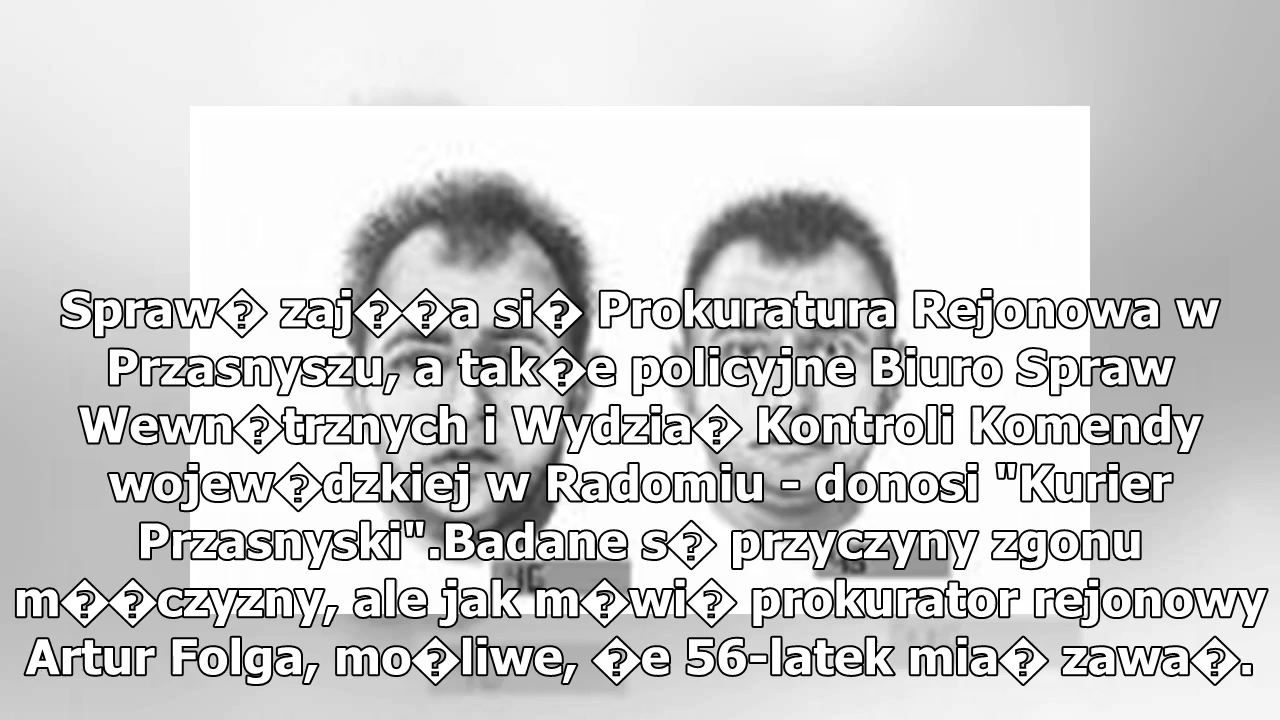 Spraw� zaj��a si� Prokuratura Rejonowa w
Przasnyszu, a tak�e policyjne Biuro Spraw
Wewn�trznych i Wydzia� Kontroli Komendy
wojew�dzkiej w Radomiu - donosi "Kurier
Przasnyski".Badane s� przyczyny zgonu
m��czyzny, ale jak m�wi� prokurator rejonowy
Artur Folga, mo�liwe, �e 56-latek mia� zawa�.